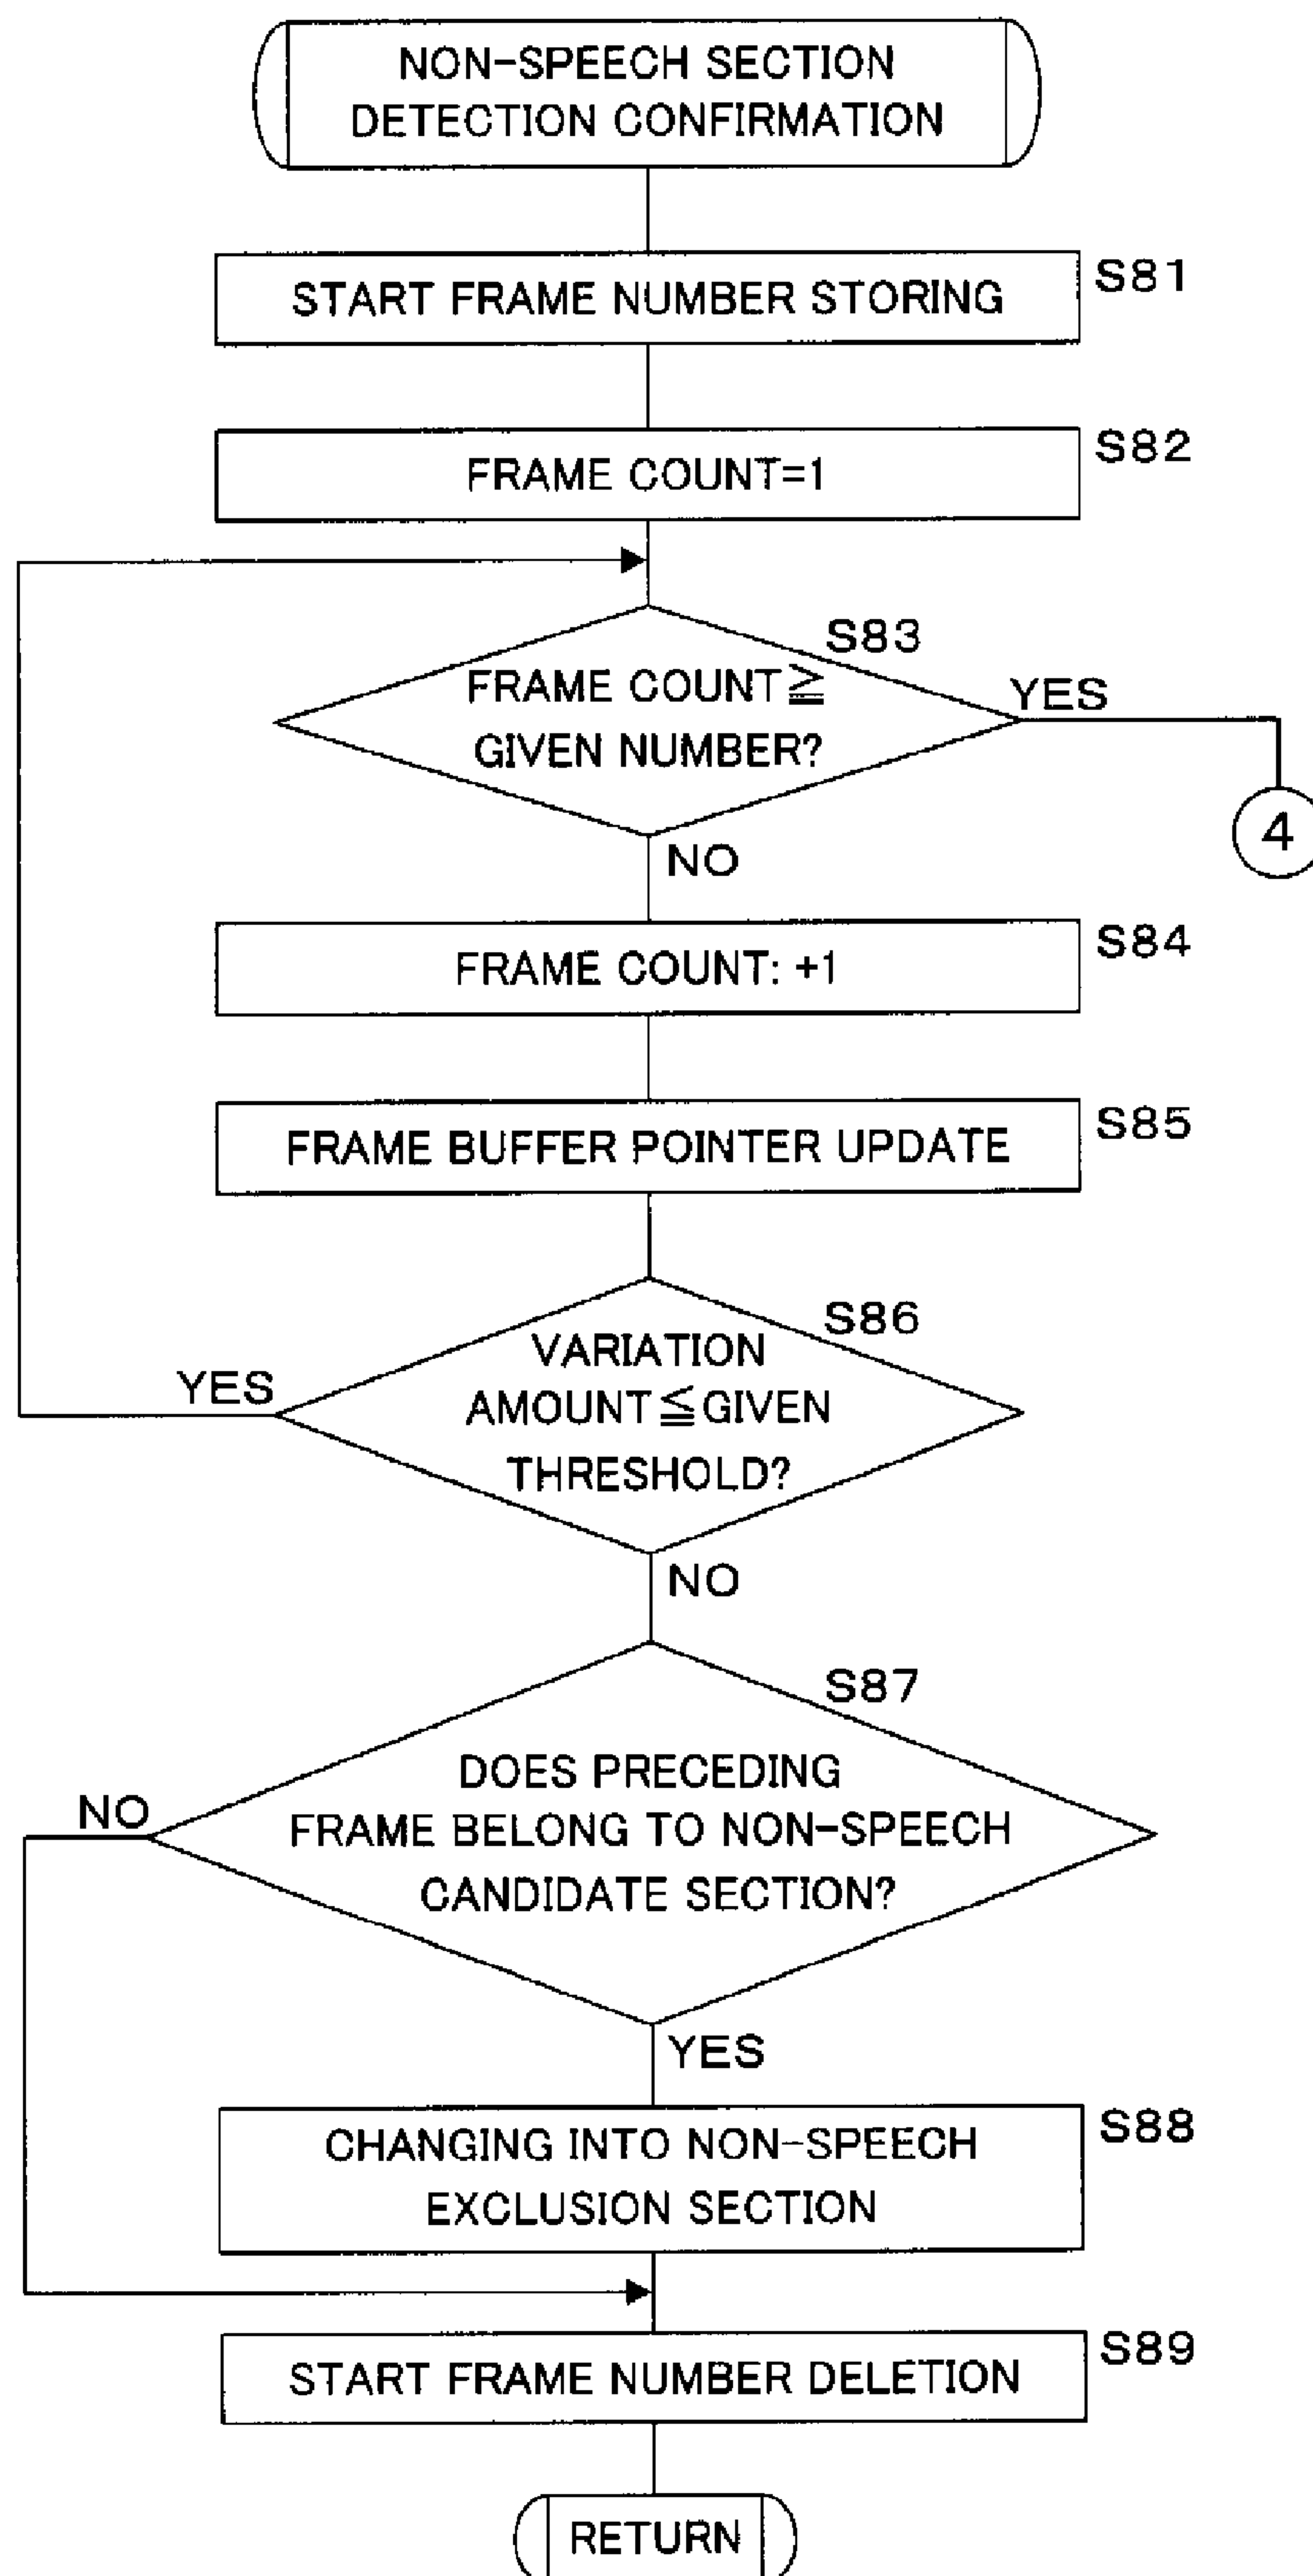 NON-SPEECH SECTION
DETECTION CONFIRMATION
START FRAME NUMBER STORING
S81
FRAME COUNT=1
S82
S83
FRAME COUNT≧
GIVEN NUMBER?
YES
4
NO
FRAME COUNT: +1
S84
FRAME BUFFER POINTER UPDATE
S85
S86
VARIATION
AMOUNT≦GIVEN
THRESHOLD?
YES
NO
S87
DOES PRECEDING
FRAME BELONG TO NON-SPEECH
CANDIDATE SECTION?
NO
YES
CHANGING INTO NON-SPEECH
EXCLUSION SECTION
S88
START FRAME NUMBER DELETION
S89
RETURN